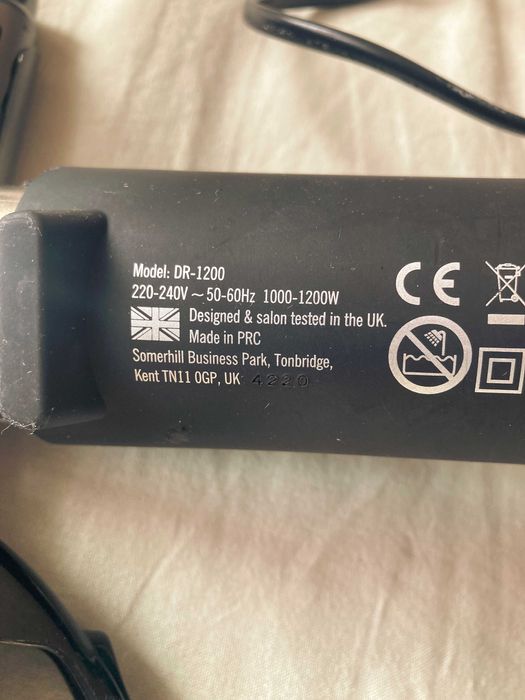 Model: DR-1200
220-240V ~ 50-60Hz 1000-1200W
Designed & salon tested in the UK.
Made in PRC
Somerhill Business Park, Tonbridge,
Kent TN11 0GP, UK 4220
CE